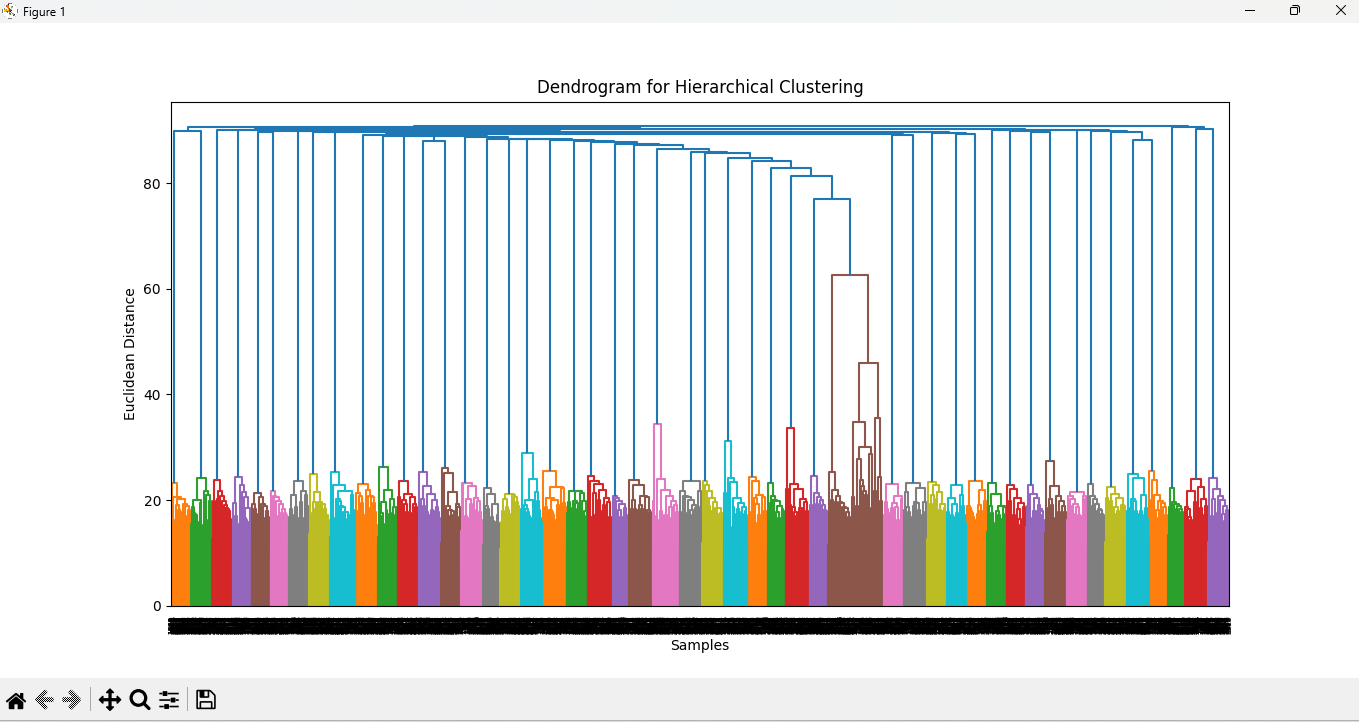 Figure 1
Dendrogram for Hierarchical Clustering
80
60
40
20
0
Euclidean Distance
Samples